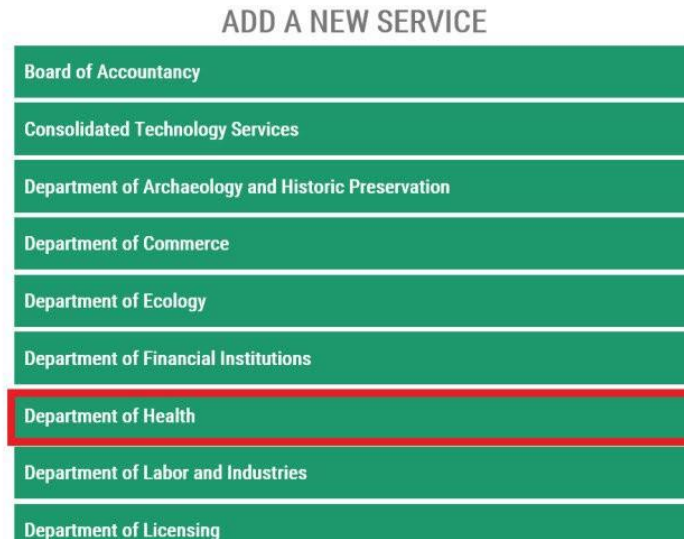 ADD A NEW SERVICE
Board of Accountancy
Consolidated Technology Services
Department of Archaeology and Historic Preservation
Department of Commerce
Department of Ecology
Department of Financial Institutions
Department of Health
Department of Labor and Industries
Department of Licensing